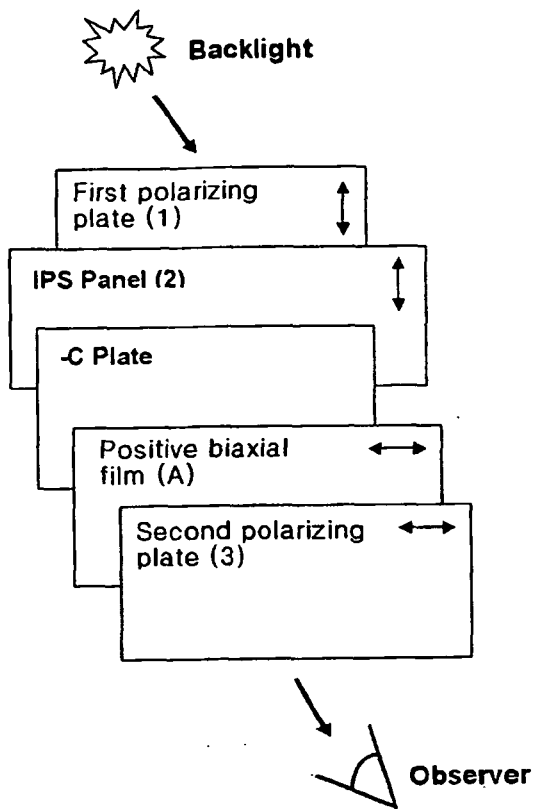 Backlight
First polarizing
plate (1)
IPS Panel (2)
-C Plate
Positive biaxial
film (A)
Second polarizing
plate (3)
Observer